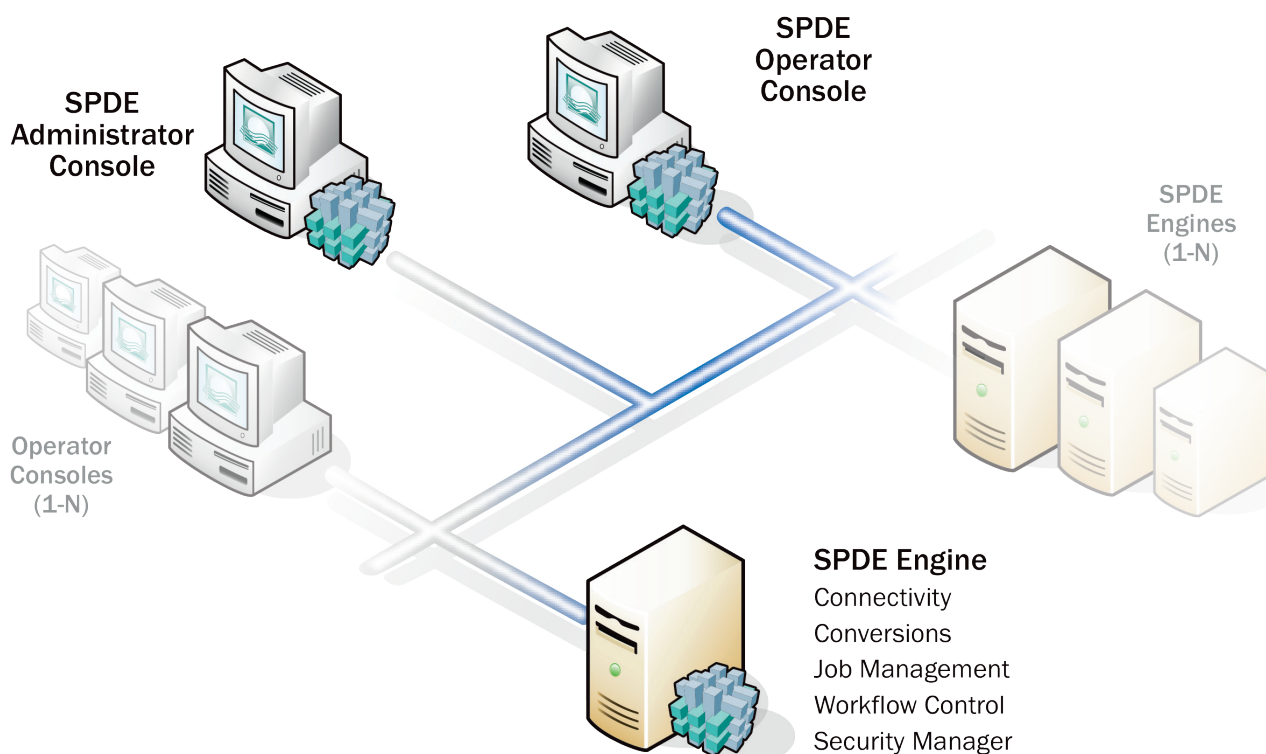 SPDE
Operator
Console
SPDE
Administrator
Console
SPDE
Engines
(1-N)
Operator
Consoles
(1-N)
SPDE Engine
Connectivity
Conversions
Job Management
Workflow Control
Security Manager